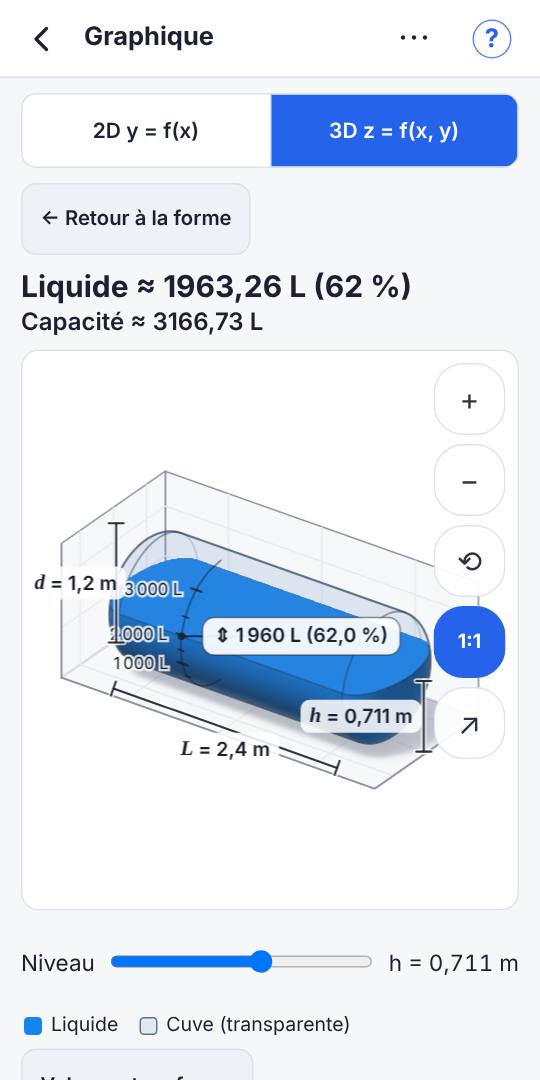 Graphique
?
2D y = f(x)
3D z = f(x, y)
← Retour à la forme
Liquide ≈ 1963,26 L (62 %)
Capacité ≈ 3166,73 L
+
−
1:1
d = 1,2 m
3000 L
2000 L
⇕ 1960 L (62,0 %)
1000 L
h = 0,711 m
L = 2,4 m
Niveau
h = 0,711 m
Liquide
Cuve (transparente)